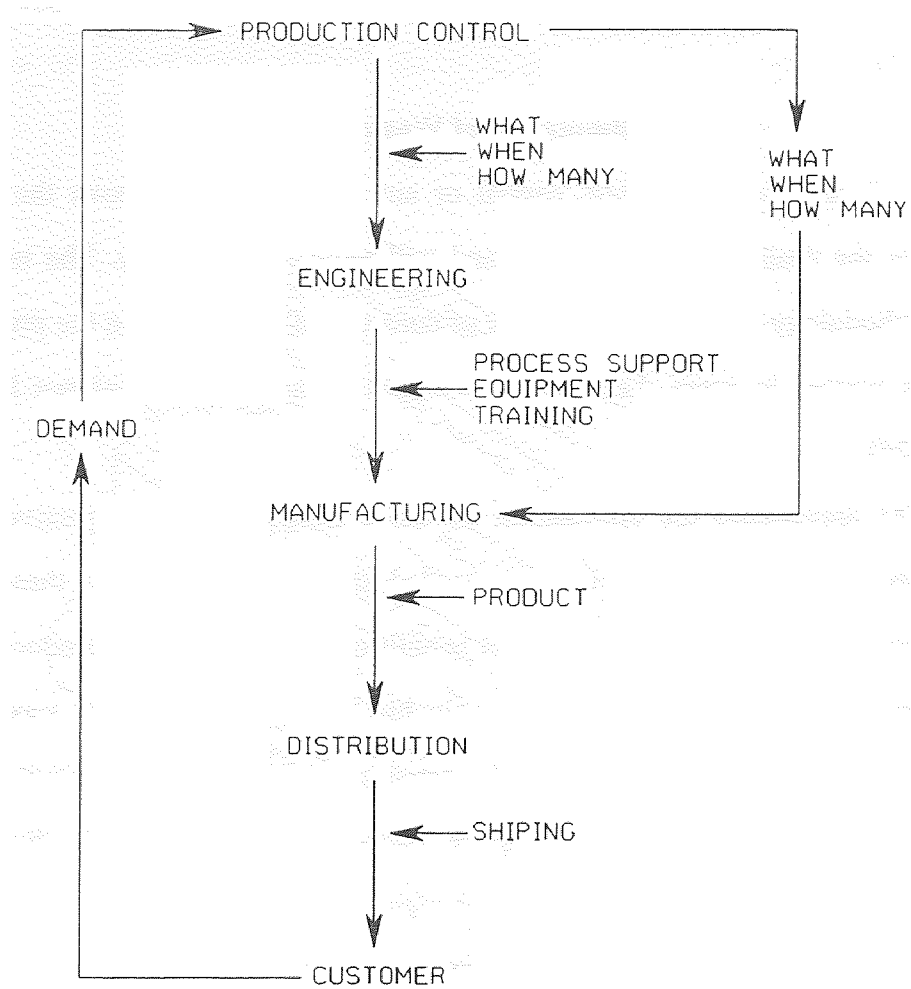 PRODUCTION CONTROL
WHAT
WHEN
HOW MANY
WHAT
WHEN
HOW MANY
ENGINEERING
PROCESS SUPPORT
EQUIPMENT
TRAINING
DEMAND
MANUFACTURING
PRODUCT
DISTRIBUTION
SHIPING
CUSTOMER